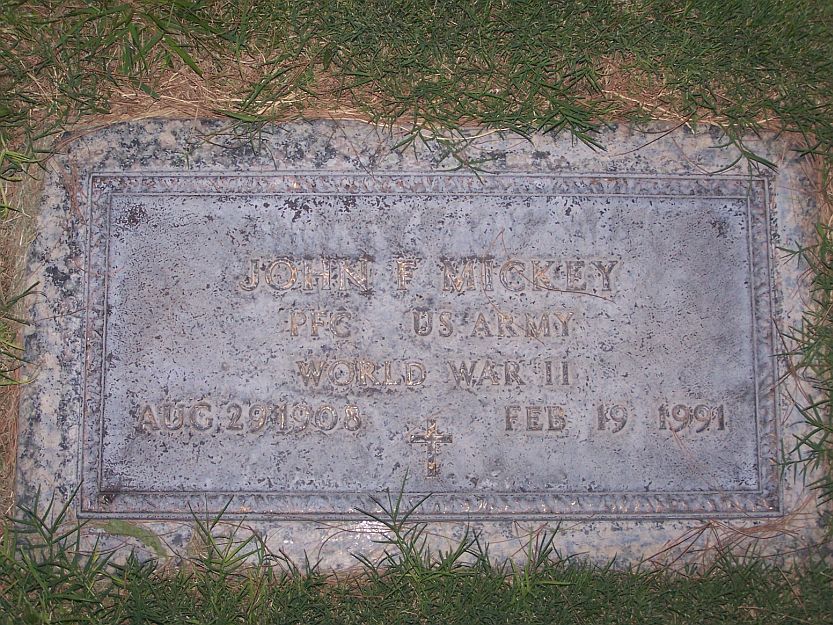 JOHN F MICKEY
PFC US ARMY
WORLD WAR II
AUG 29 1908 FEB 19 1991